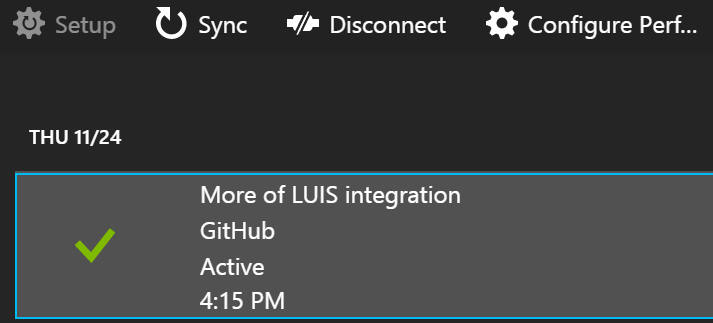 Setup Sync Disconnect Configure Perf...
THU 11/24
More of LUIS integration
GitHub
Active
4:15 PM